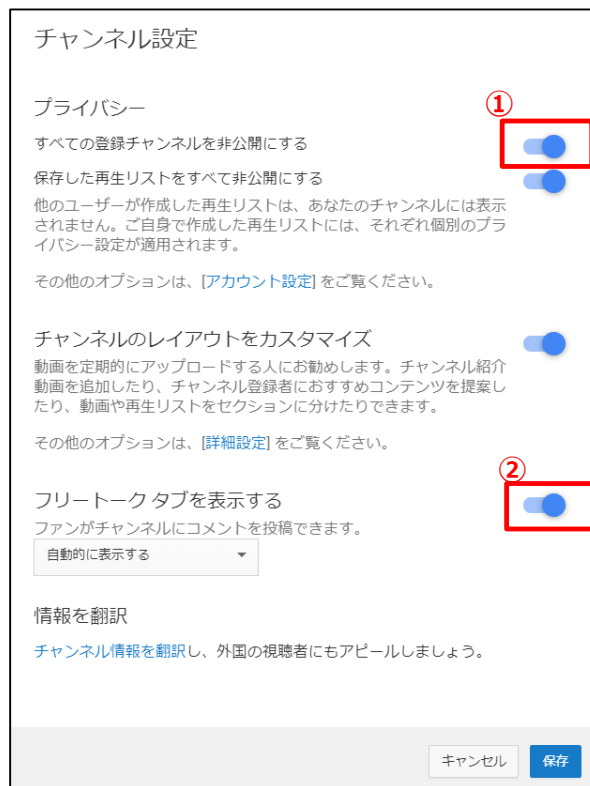 チャンネル設定
プライバシー
①
すべての登録チャンネルを非公開にする
保存した再生リストをすべて非公開にする
他のユーザーが作成した再生リストは、あなたのチャンネルには表示
されません。ご自身で作成した再生リストには、それぞれ個別のプラ
イバシー設定が適用されます。
その他のオプションは、[アカウント設定] をご覧ください。
チャンネルのレイアウトをカスタマイズ
動画を定期的にアップロードする人にお勧めします。チャンネル紹介
動画を追加したり、チャンネル登録者におすすめコンテンツを提案し
たり、動画や再生リストをセクションに分けたりできます。
その他のオプションは、[詳細設定] をご覧ください。
②
フリートーク タブを表示する
ファンがチャンネルにコメントを投稿できます。
自動的に表示する
情報を翻訳
チャンネル情報を翻訳し、外国の視聴者にもアピールしましょう。
キャンセル
保存